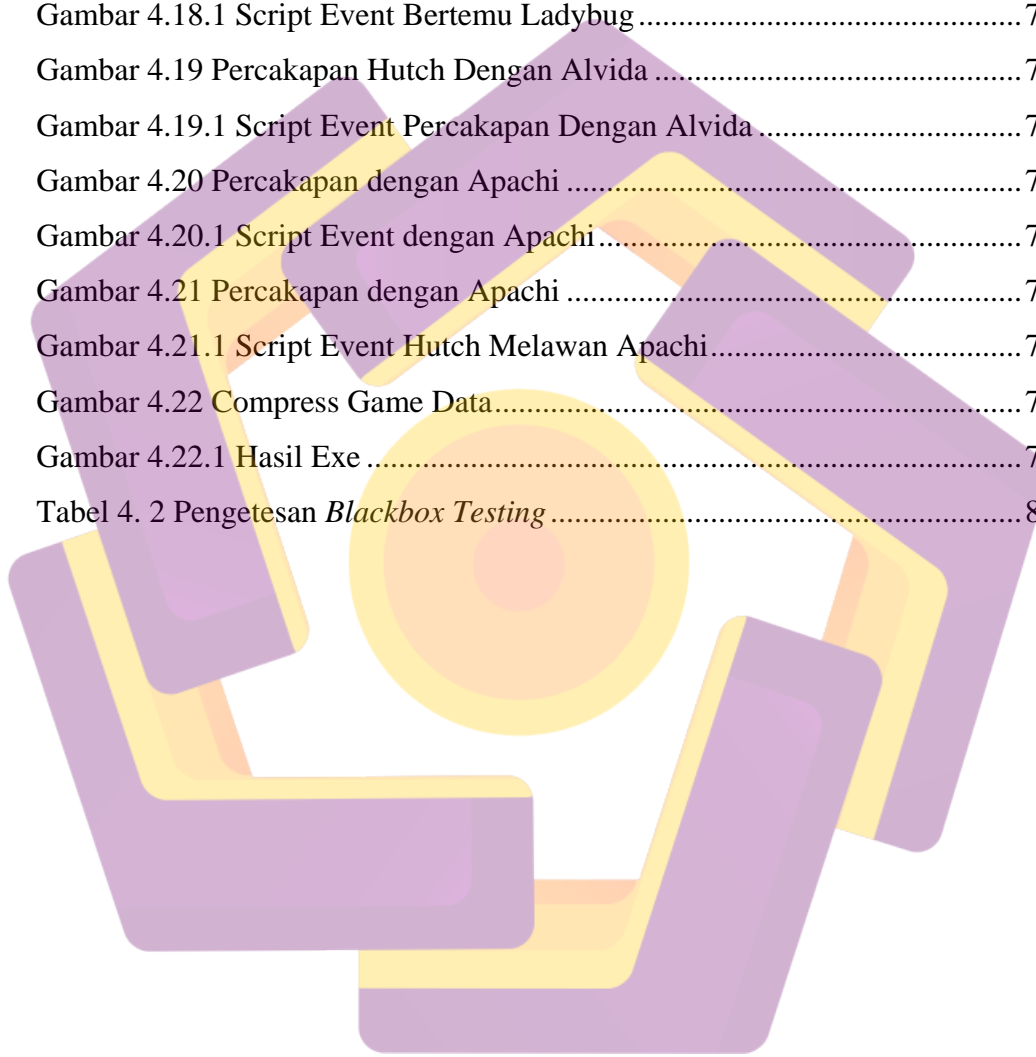 Gambar 4.18.1 Script Event Bertemu Ladybug....................................................7
Gambar 4.19 Percakapan Hutch Dengan Alvida ..................................................7
Gambar 4.19.1 Script Event Percakapan Dengan Alvida.....................................7
Gambar 4.20 Percakapan dengan Apachi ............................................................7
Gambar 4.20.1 Script Event dengan Apachi.........................................................7
Gambar 4.21 Percakapan dengan Apachi ............................................................7
Gambar 4.21.1 Script Event Hutch Melawan Apachi...........................................7
Gambar 4.22 Compress Game Data......................................................................7
Gambar 4.22.1 Hasil Exe ......................................................................................7
Tabel 4. 2 Pengetesan Blackbox Testing ..............................................................8